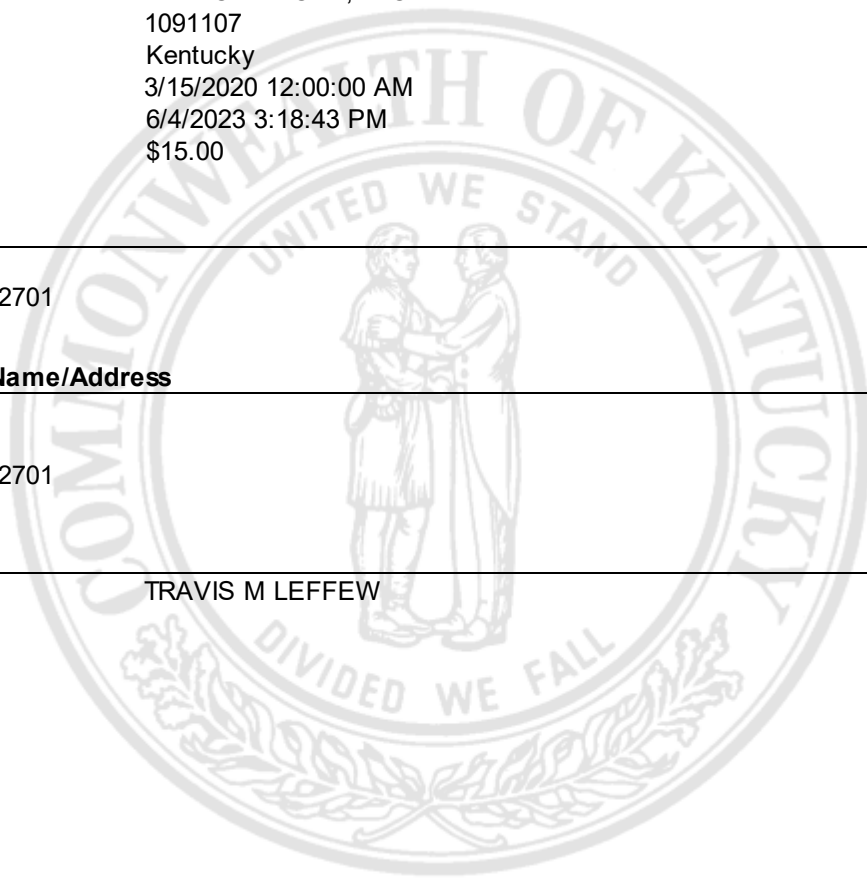 1091107
Kentucky
3/15/2020 12:00:00 AM
6/4/2023 3:18:43 PM
$15.00
COMMONWEALTH OF KENTUCKY
UNITED WE STAND
2701
Name/Address
2701
TRAVIS M LEFFEW
DIVIDED WE FALL